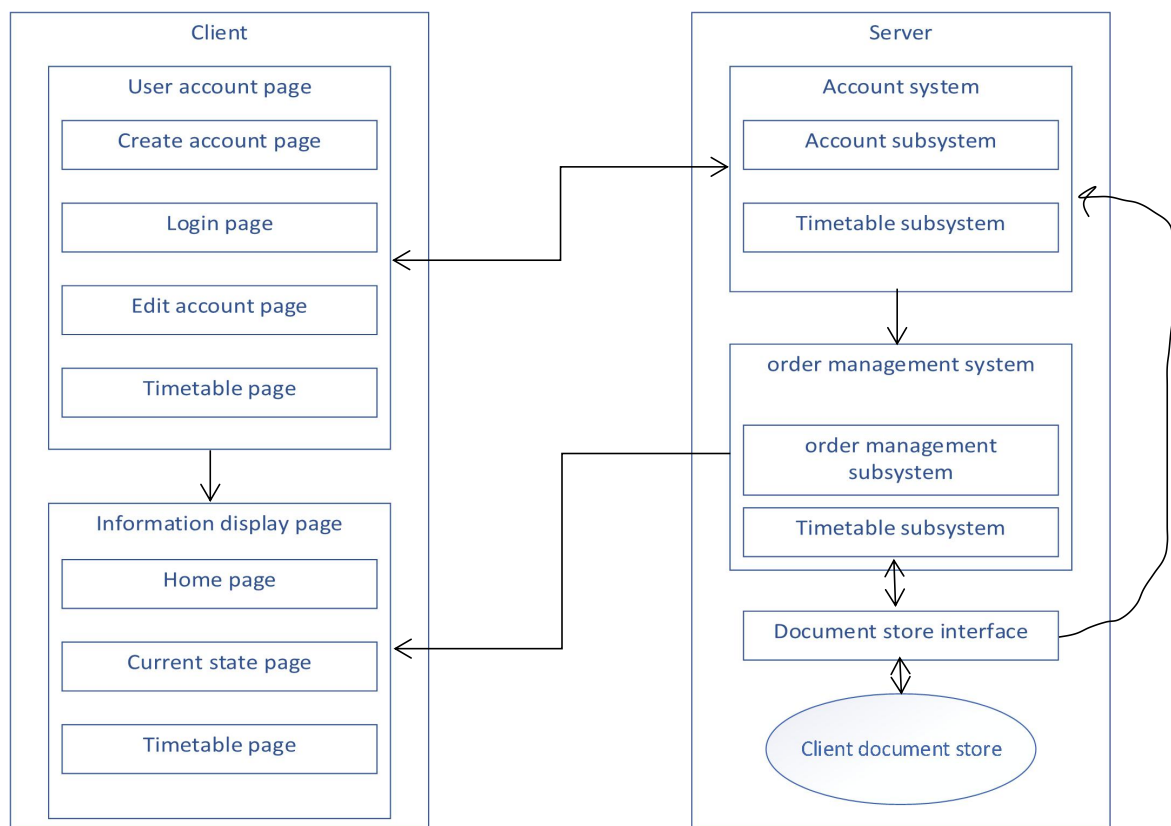 Client
User account page
Create account page
Login page
Edit account page
Timetable page
Information display page
Home page
Current state page
Timetable page
Server
Account system
Account subsystem
Timetable subsystem
order management system
order management
subsystem
Timetable subsystem
Document store interface
Client document store